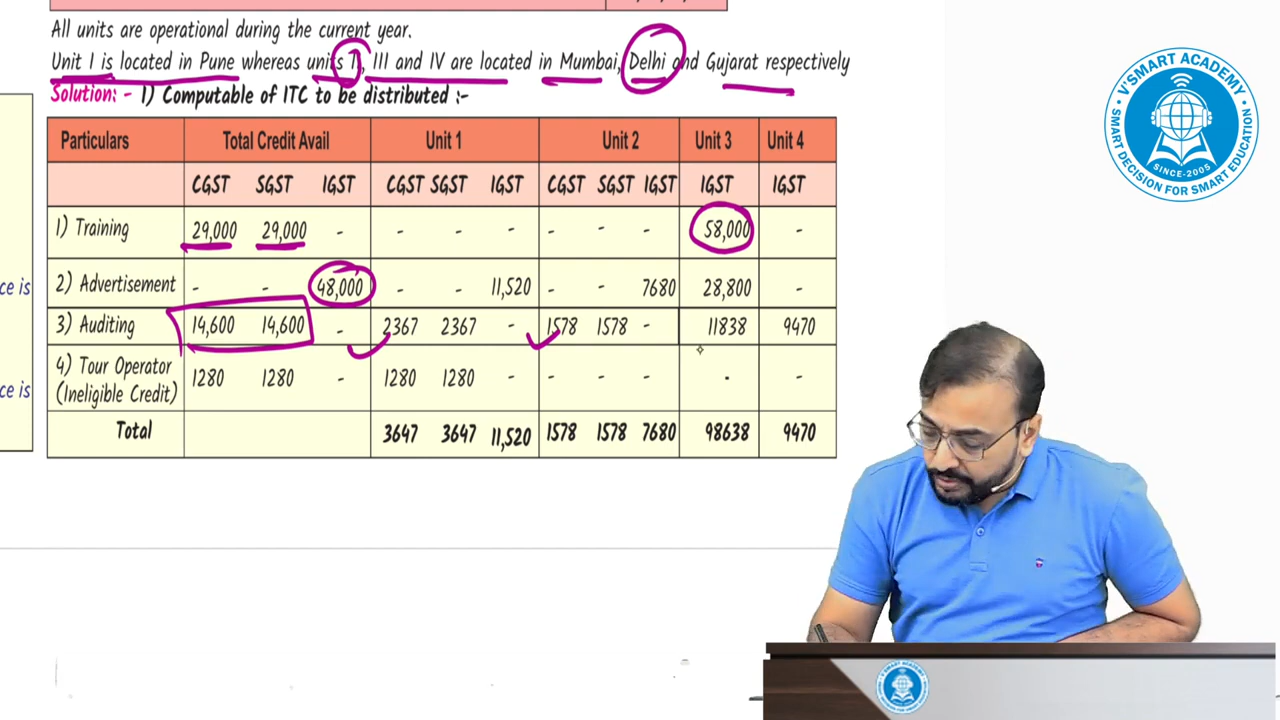 All units are operational during the current year.
Unit I is located in Pune whereas units II, III and IV are located in Mumbai, Delhi and Gujarat respectively
Solution:- 1) Computable of ITC to be distributed :-
Particulars Total Credit Avail Unit 1 Unit 2 Unit 3 Unit 4
CGST SGST IGST CGST SGST IGST CGST SGST IGST IGST IGST
1) Training 29,000 29,000 - - - - - - - 58,000 -
2) Advertisement - - 48,000 - - 11,520 - - 7680 28,800 -
3) Auditing 14,600 14,600 - 2367 2367 - 1578 1578 - 11838 9470
4) Tour Operator (Ineligible Credit) 1280 1280 - 1280 1280 - - - - - -
Total 3647 3647 11,520 1578 1578 7680 98638 9470
ce is
ce is
V'SMART ACADEMY
SINCE-2005
SMART DECISION FOR SMART EDUCATION